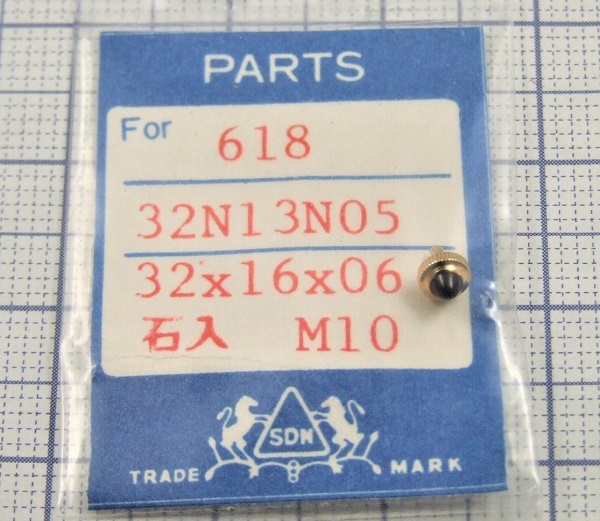 PARTS
For 618
32N13N05
32x16x06
石入 M10
SDN
TRADE MARK